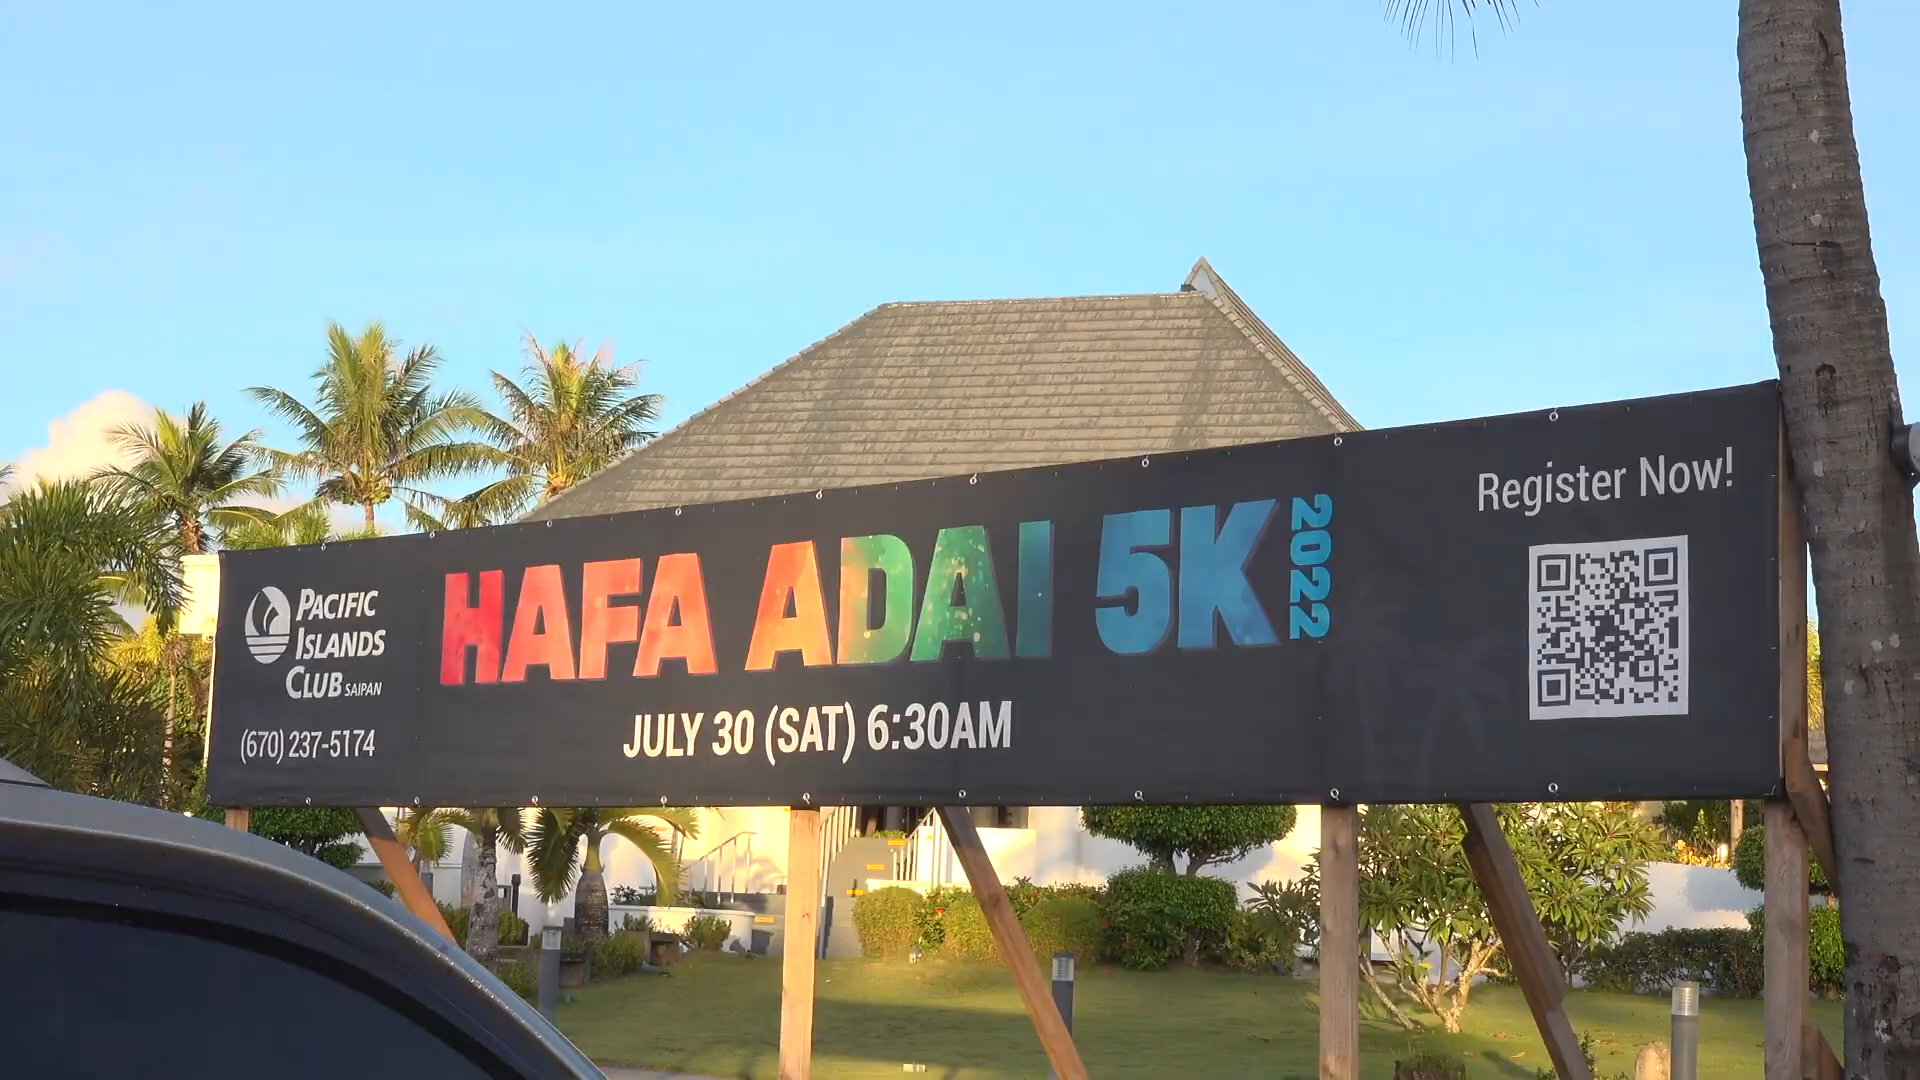 PACIFIC
ISLANDS
CLUB SAIPAN
(670) 237-5174
HAFA ADAI 5K 2022
JULY 30 (SAT) 6:30AM
Register Now!